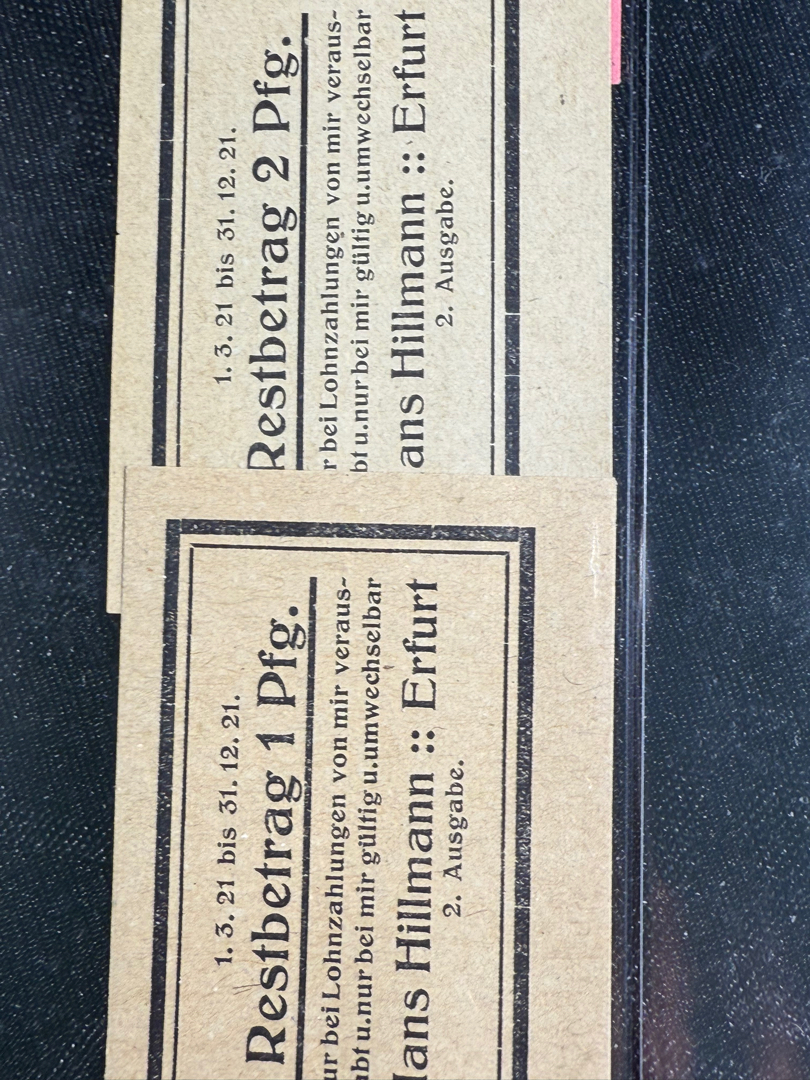 1. 3. 21 bis 31. 12. 21.
Restbetrag 2 Pfg.
r bei Lohnzahlungen von mir veraus-
bt u. nur bei mir gültig u. umwechselbar
ans Hillmann :: Erfurt
2. Ausgabe.
1. 3. 21 bis 31. 12. 21.
Restbetrag 1 Pfg.
ur bei Lohnzahlungen von mir veraus-
bt u. nur bei mir gültig u. umwechselbar
ans Hillmann :: Erfurt
2. Ausgabe.